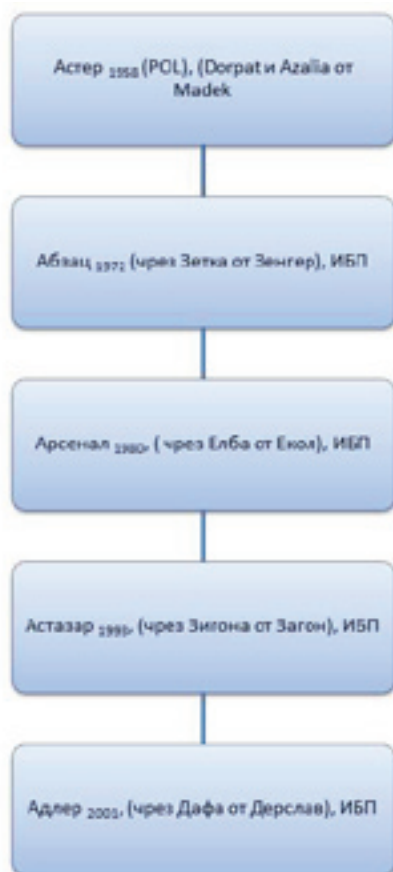 Астер 1958 (POL), (Dorpat и Azalia от
Madek
Абзац 1971 (чрез Зетка от Зенгер), ИБП
Арсенал 1980, ( чрез Елба от Екол), ИБП
Астазар 1993, (чрез Зигона от Загон), ИБП
Адлер 2001, (чрез Дафа от Дерслав), ИБП